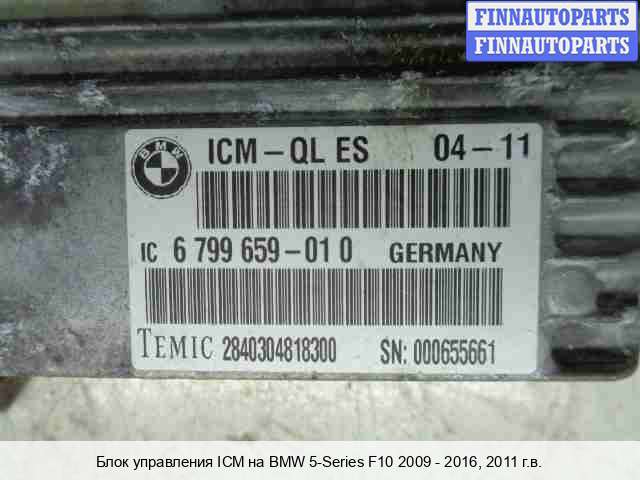 FINNAUTOPARTS
FINNAUTOPARTS
BMW
ICM-QL ES 04-11
IC 6 799 659-01 0 GERMANY
TEMIC 2840304818300 SN: 000655661
Блок управления ICM на BMW 5-Series F10 2009 - 2016, 2011 г.в.